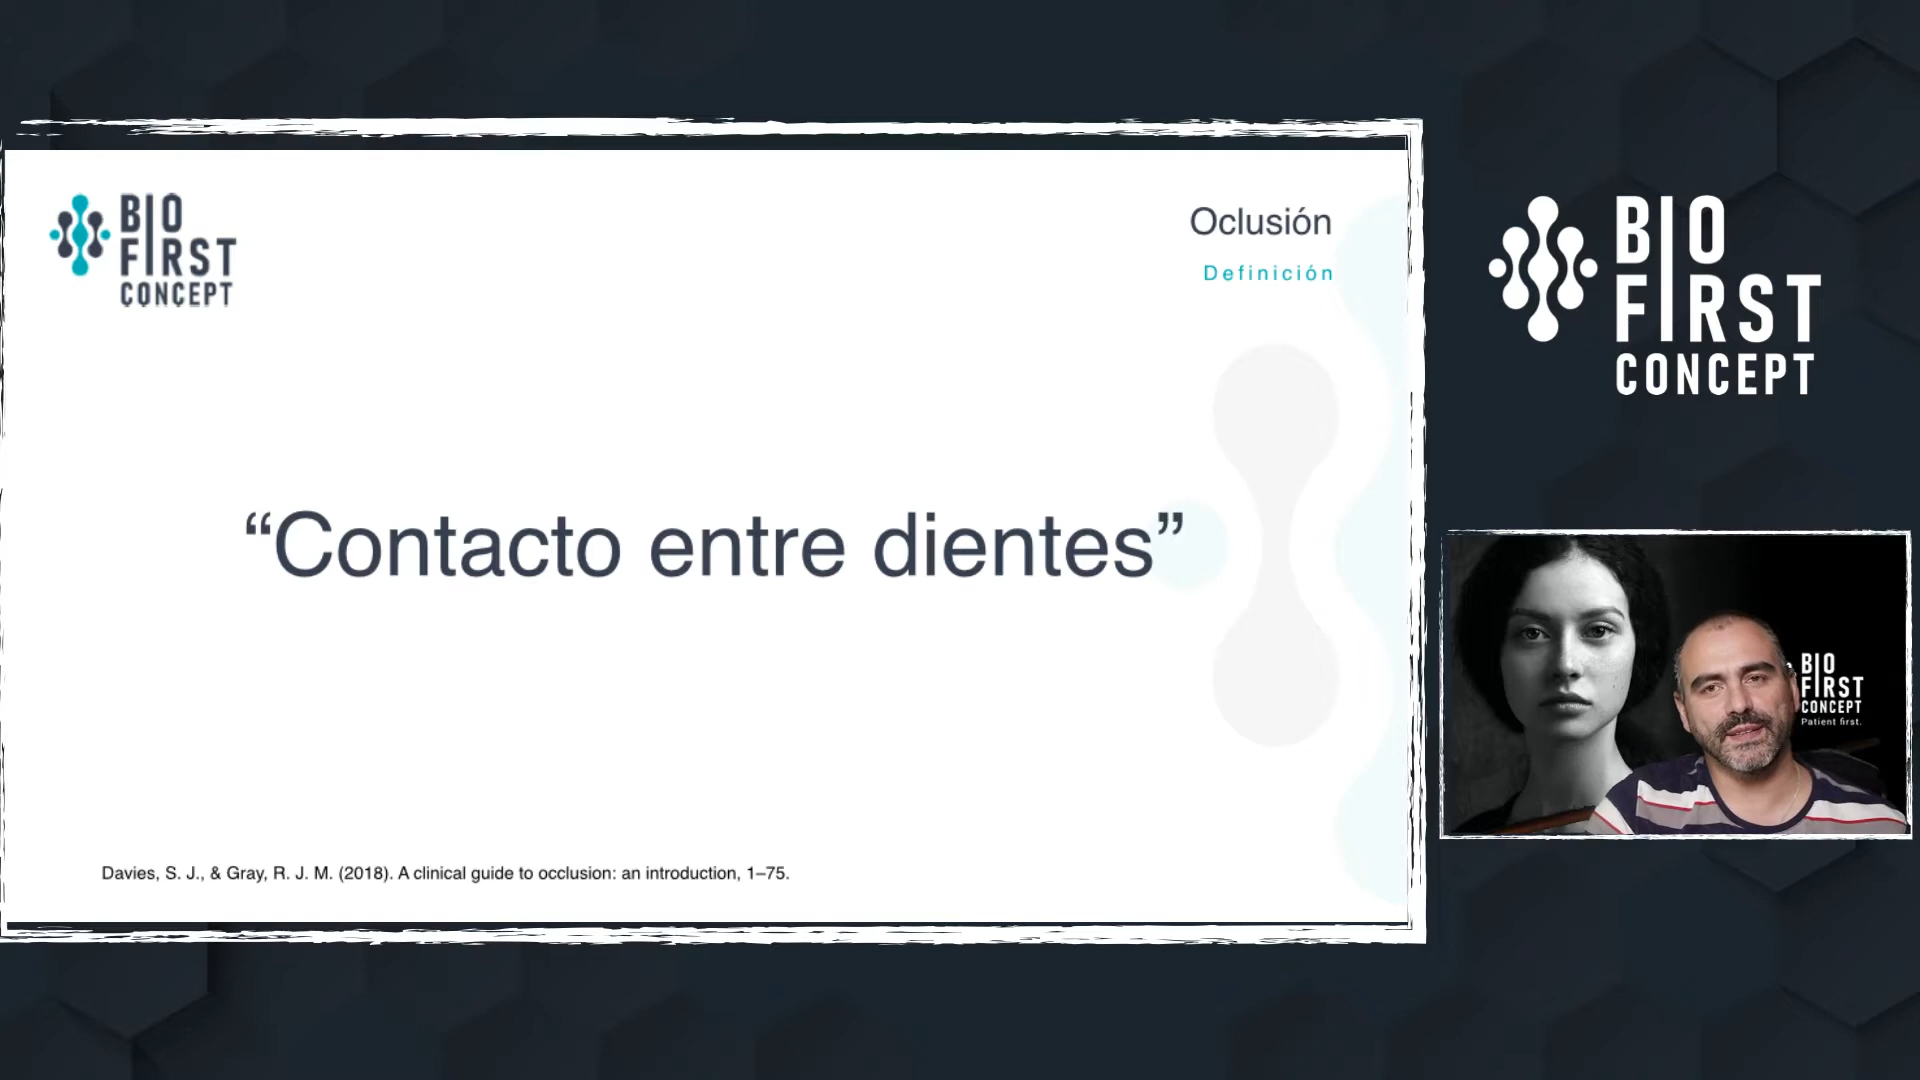 BIO
FIRST
CONCEPT
Oclusión
Definición
“Contacto entre dientes”
Davies, S. J., & Gray, R. J. M. (2018). A clinical guide to occlusion: an introduction, 1–75.
BIO
FIRST
CONCEPT
BIO
FIRST
CONCEPT
Patient first.